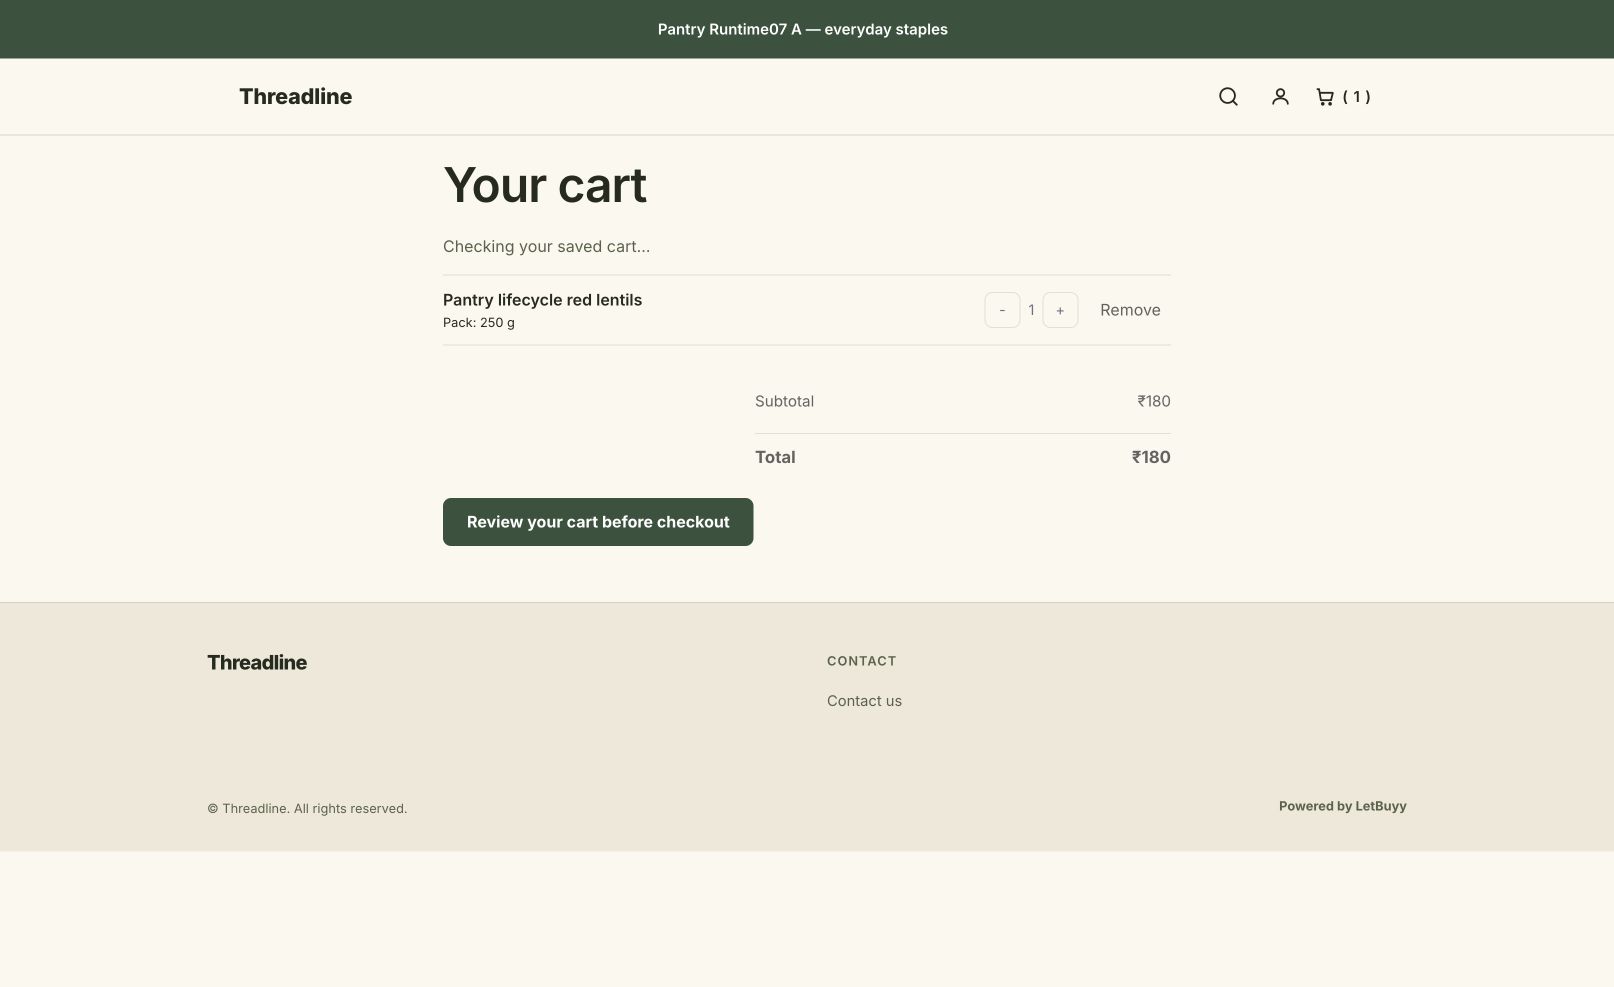 Pantry Runtime07 A — everyday staples
Threadline
( 1 )
Your cart
Checking your saved cart...
Pantry lifecycle red lentils
Pack: 250 g
- 1 + Remove
Subtotal ₹180
Total ₹180
Review your cart before checkout
Threadline
CONTACT
Contact us
© Threadline. All rights reserved.
Powered by LetBuyy